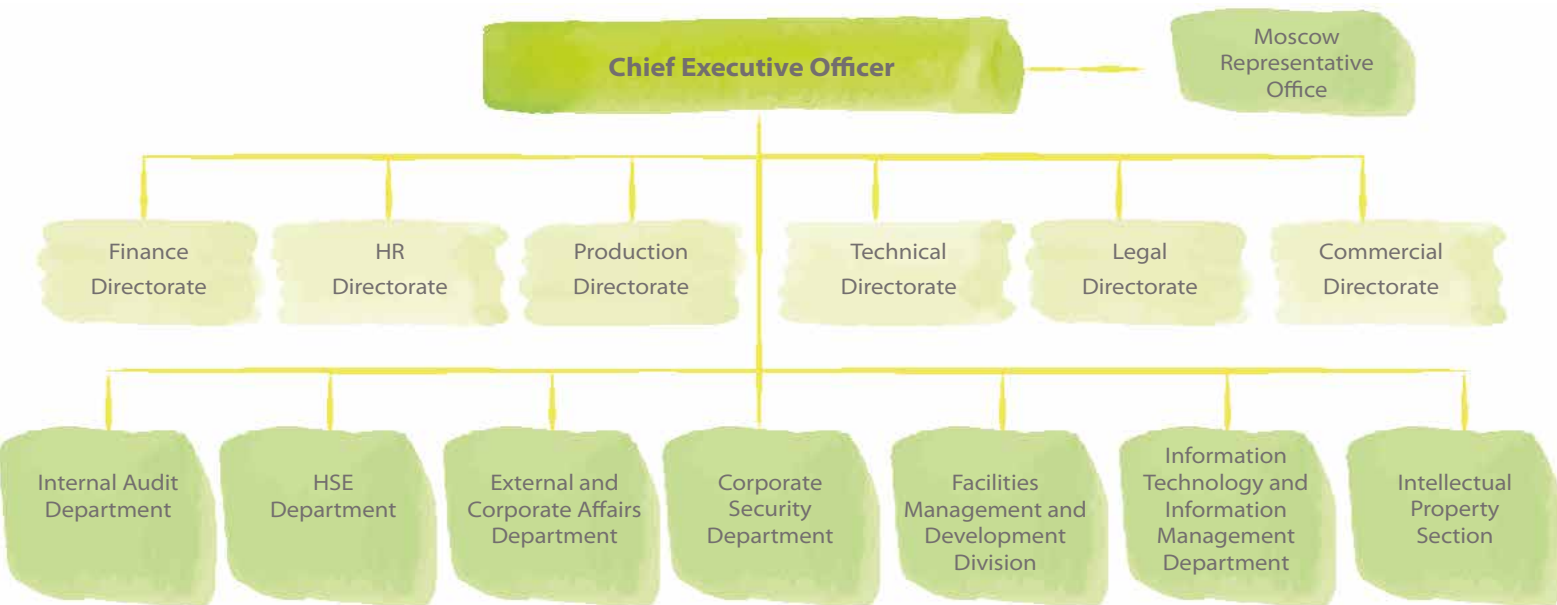 Chief Executive Officer
Moscow
Representative
Office
Finance
Directorate
HR
Directorate
Production
Directorate
Technical
Directorate
Legal
Directorate
Commercial
Directorate
Internal Audit
Department
HSE
Department
External and
Corporate Affairs
Department
Corporate
Security
Department
Facilities
Management and
Development
Division
Information
Technology and
Information
Management
Department
Intellectual
Property
Section